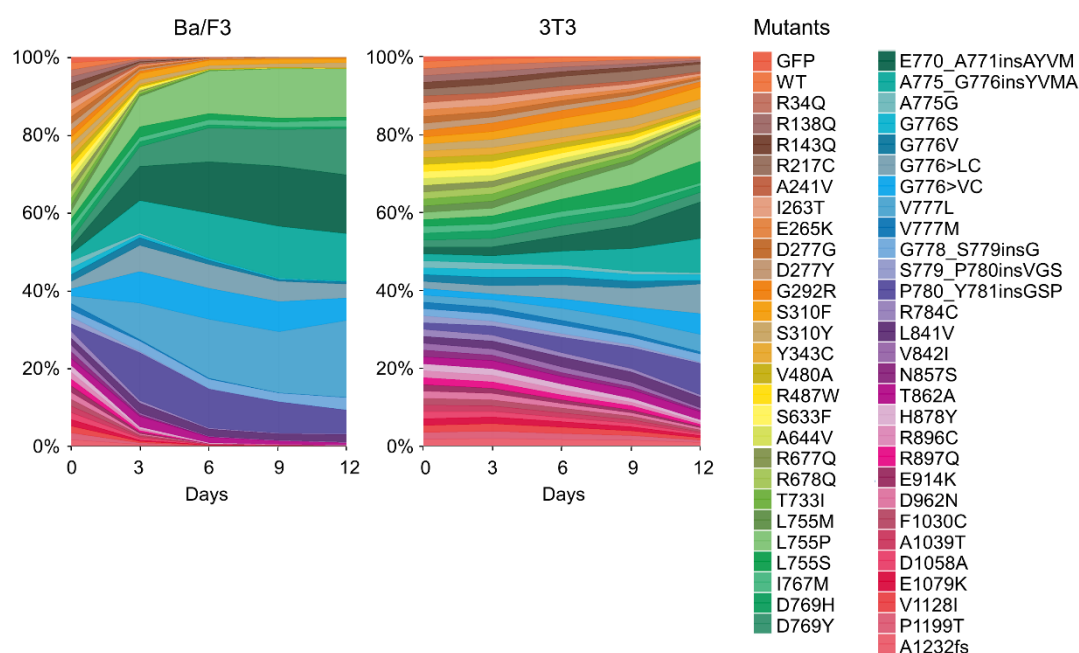 Ba/F3
100%
80%
60%
40%
20%
0%
0 3 6 9 12
Days
3T3
100%
80%
60%
40%
20%
0%
0 3 6 9 12
Days
Mutants
GFP
WT
R34Q
R138Q
R143Q
R217C
A241V
I263T
E265K
D277G
D277Y
G292R
S310F
S310Y
Y343C
V480A
R487W
S633F
A644V
R677Q
R678Q
T733I
L755M
L755P
L755S
I767M
D769H
D769Y
E770_A771insAYVM
A775_G776insYVMA
A775G
G776S
G776V
G776>LC
G776>VC
V777L
V777M
G778_S779insG
S779_P780insVGS
P780_Y781insGSP
R784C
L841V
V842I
N857S
T862A
H878Y
R896C
R897Q
E914K
D962N
F1030C
A1039T
D1058A
E1079K
V1128I
P1199T
A1232fs